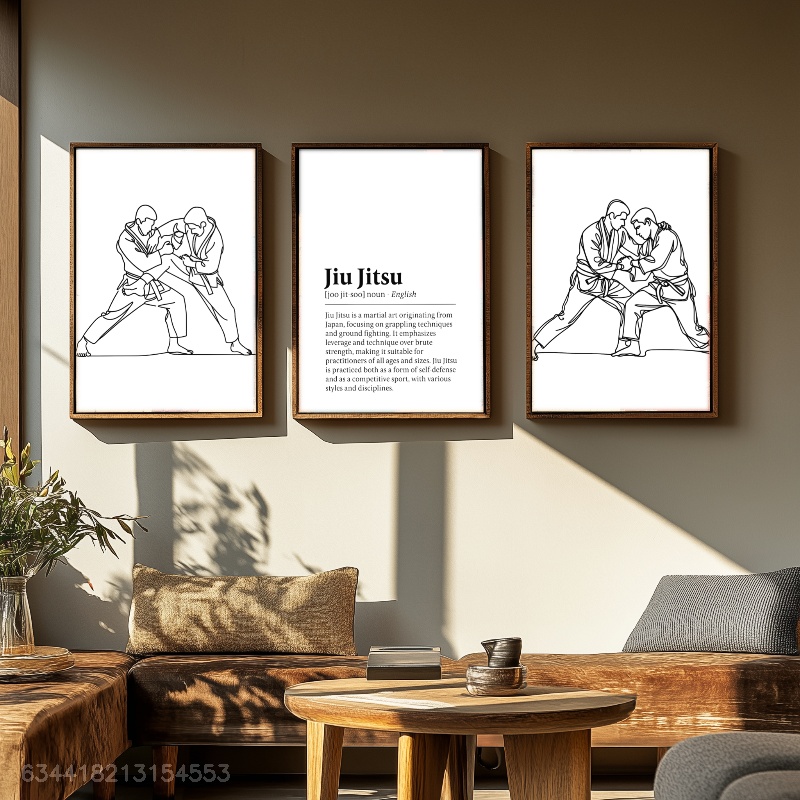 Jiu Jitsu
[joo jit-soo] noun · English
Jiu Jitsu is a martial art originating from
Japan, focusing on grappling techniques
and ground fighting. It emphasizes
leverage and technique over brute
strength, making it suitable for
practitioners of all ages and sizes. Jiu Jitsu
is practiced both as a form of self-defense
and as a competitive sport, with various
styles and disciplines.
634418213154553